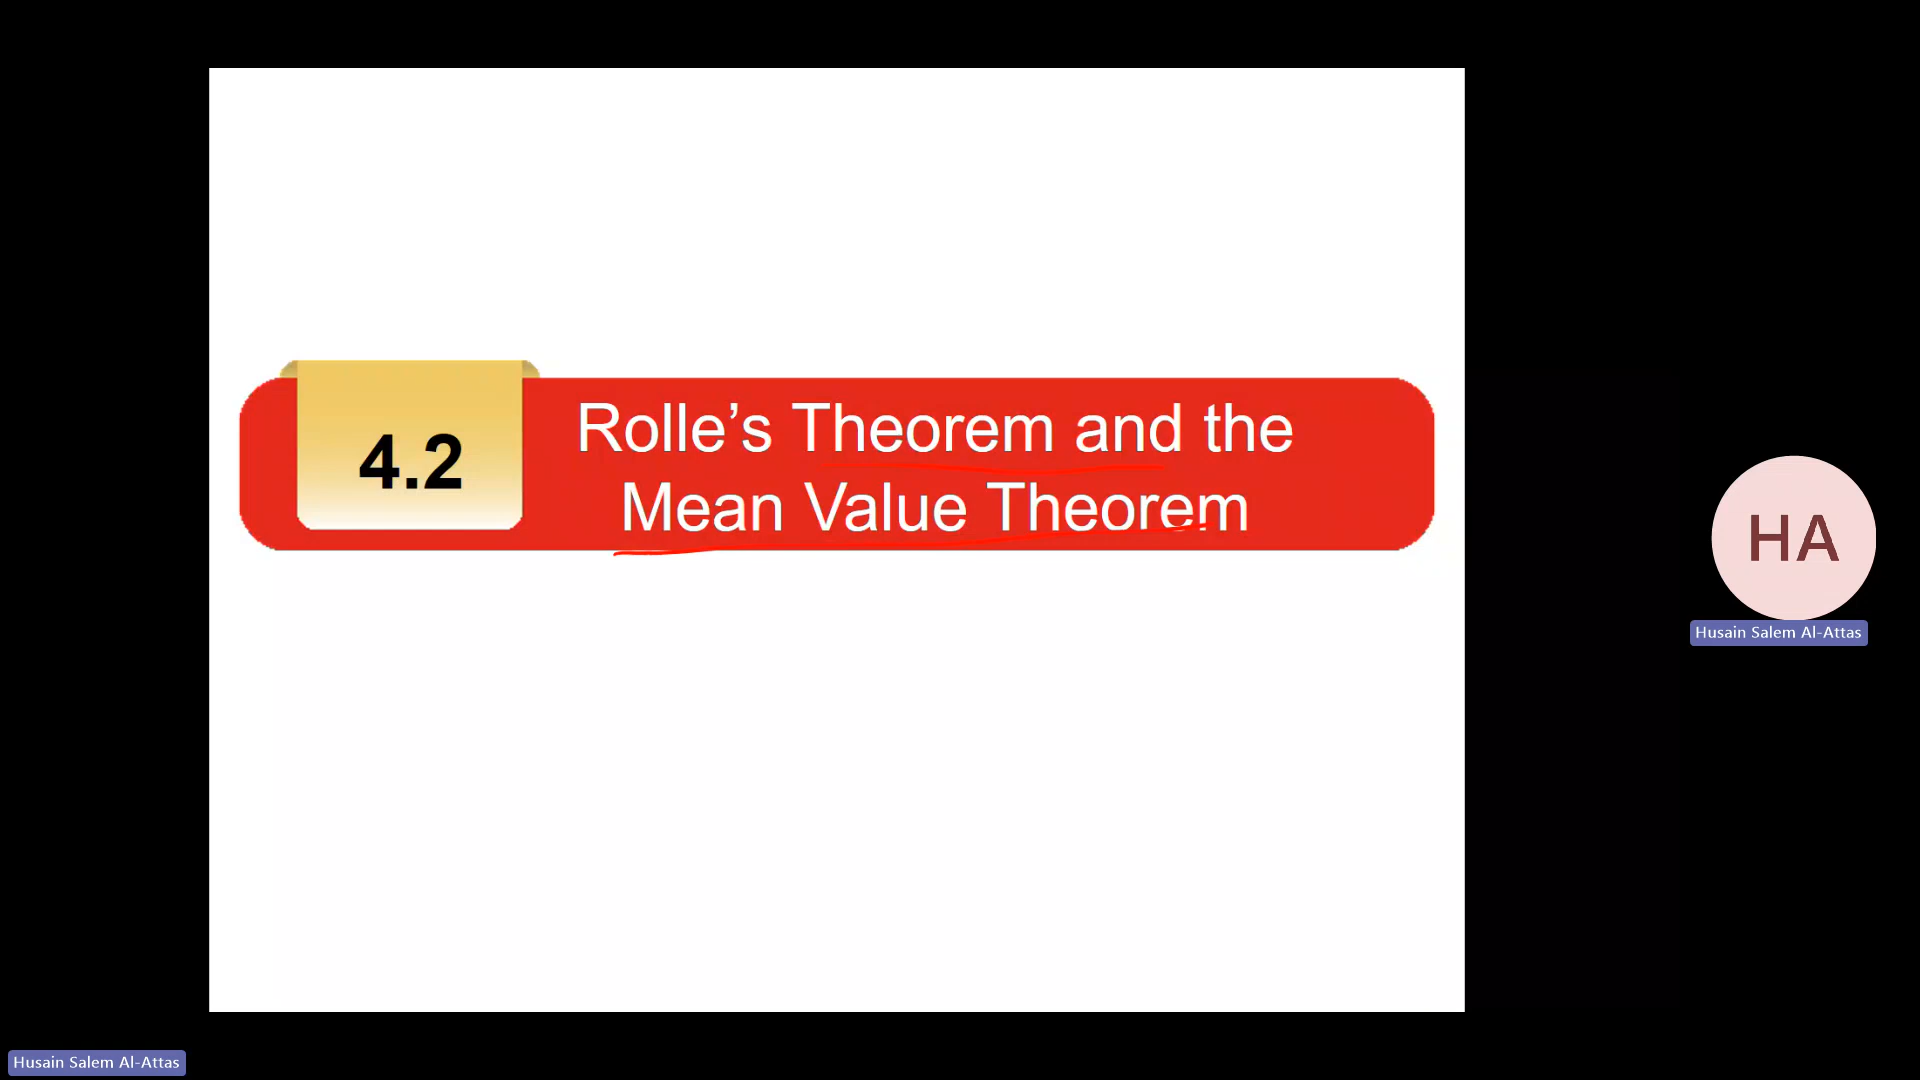 4.2
Rolle’s Theorem and the
Mean Value Theorem
HA
Husain Salem Al-Attas
Husain Salem Al-Attas